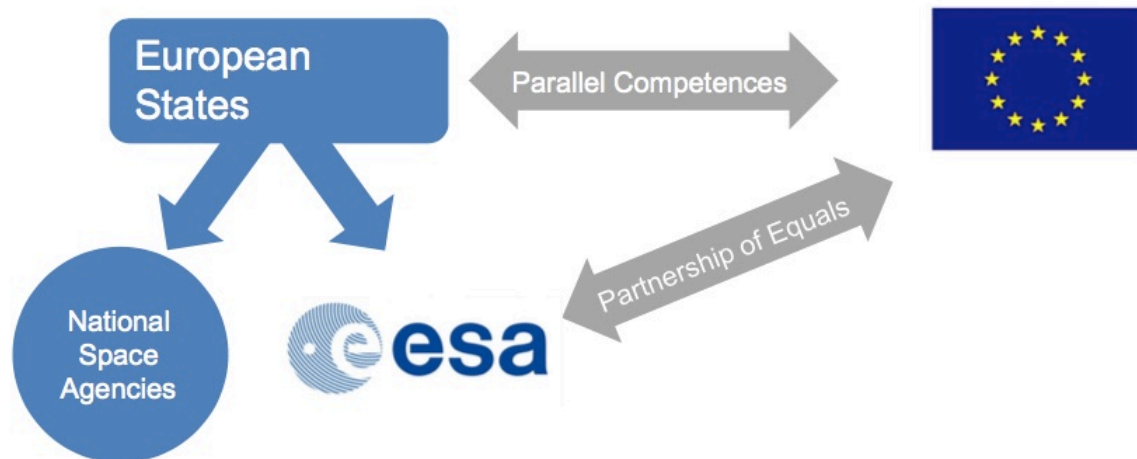 European
States
Parallel Competences
Partnership of Equals
National
Space
Agencies
esa